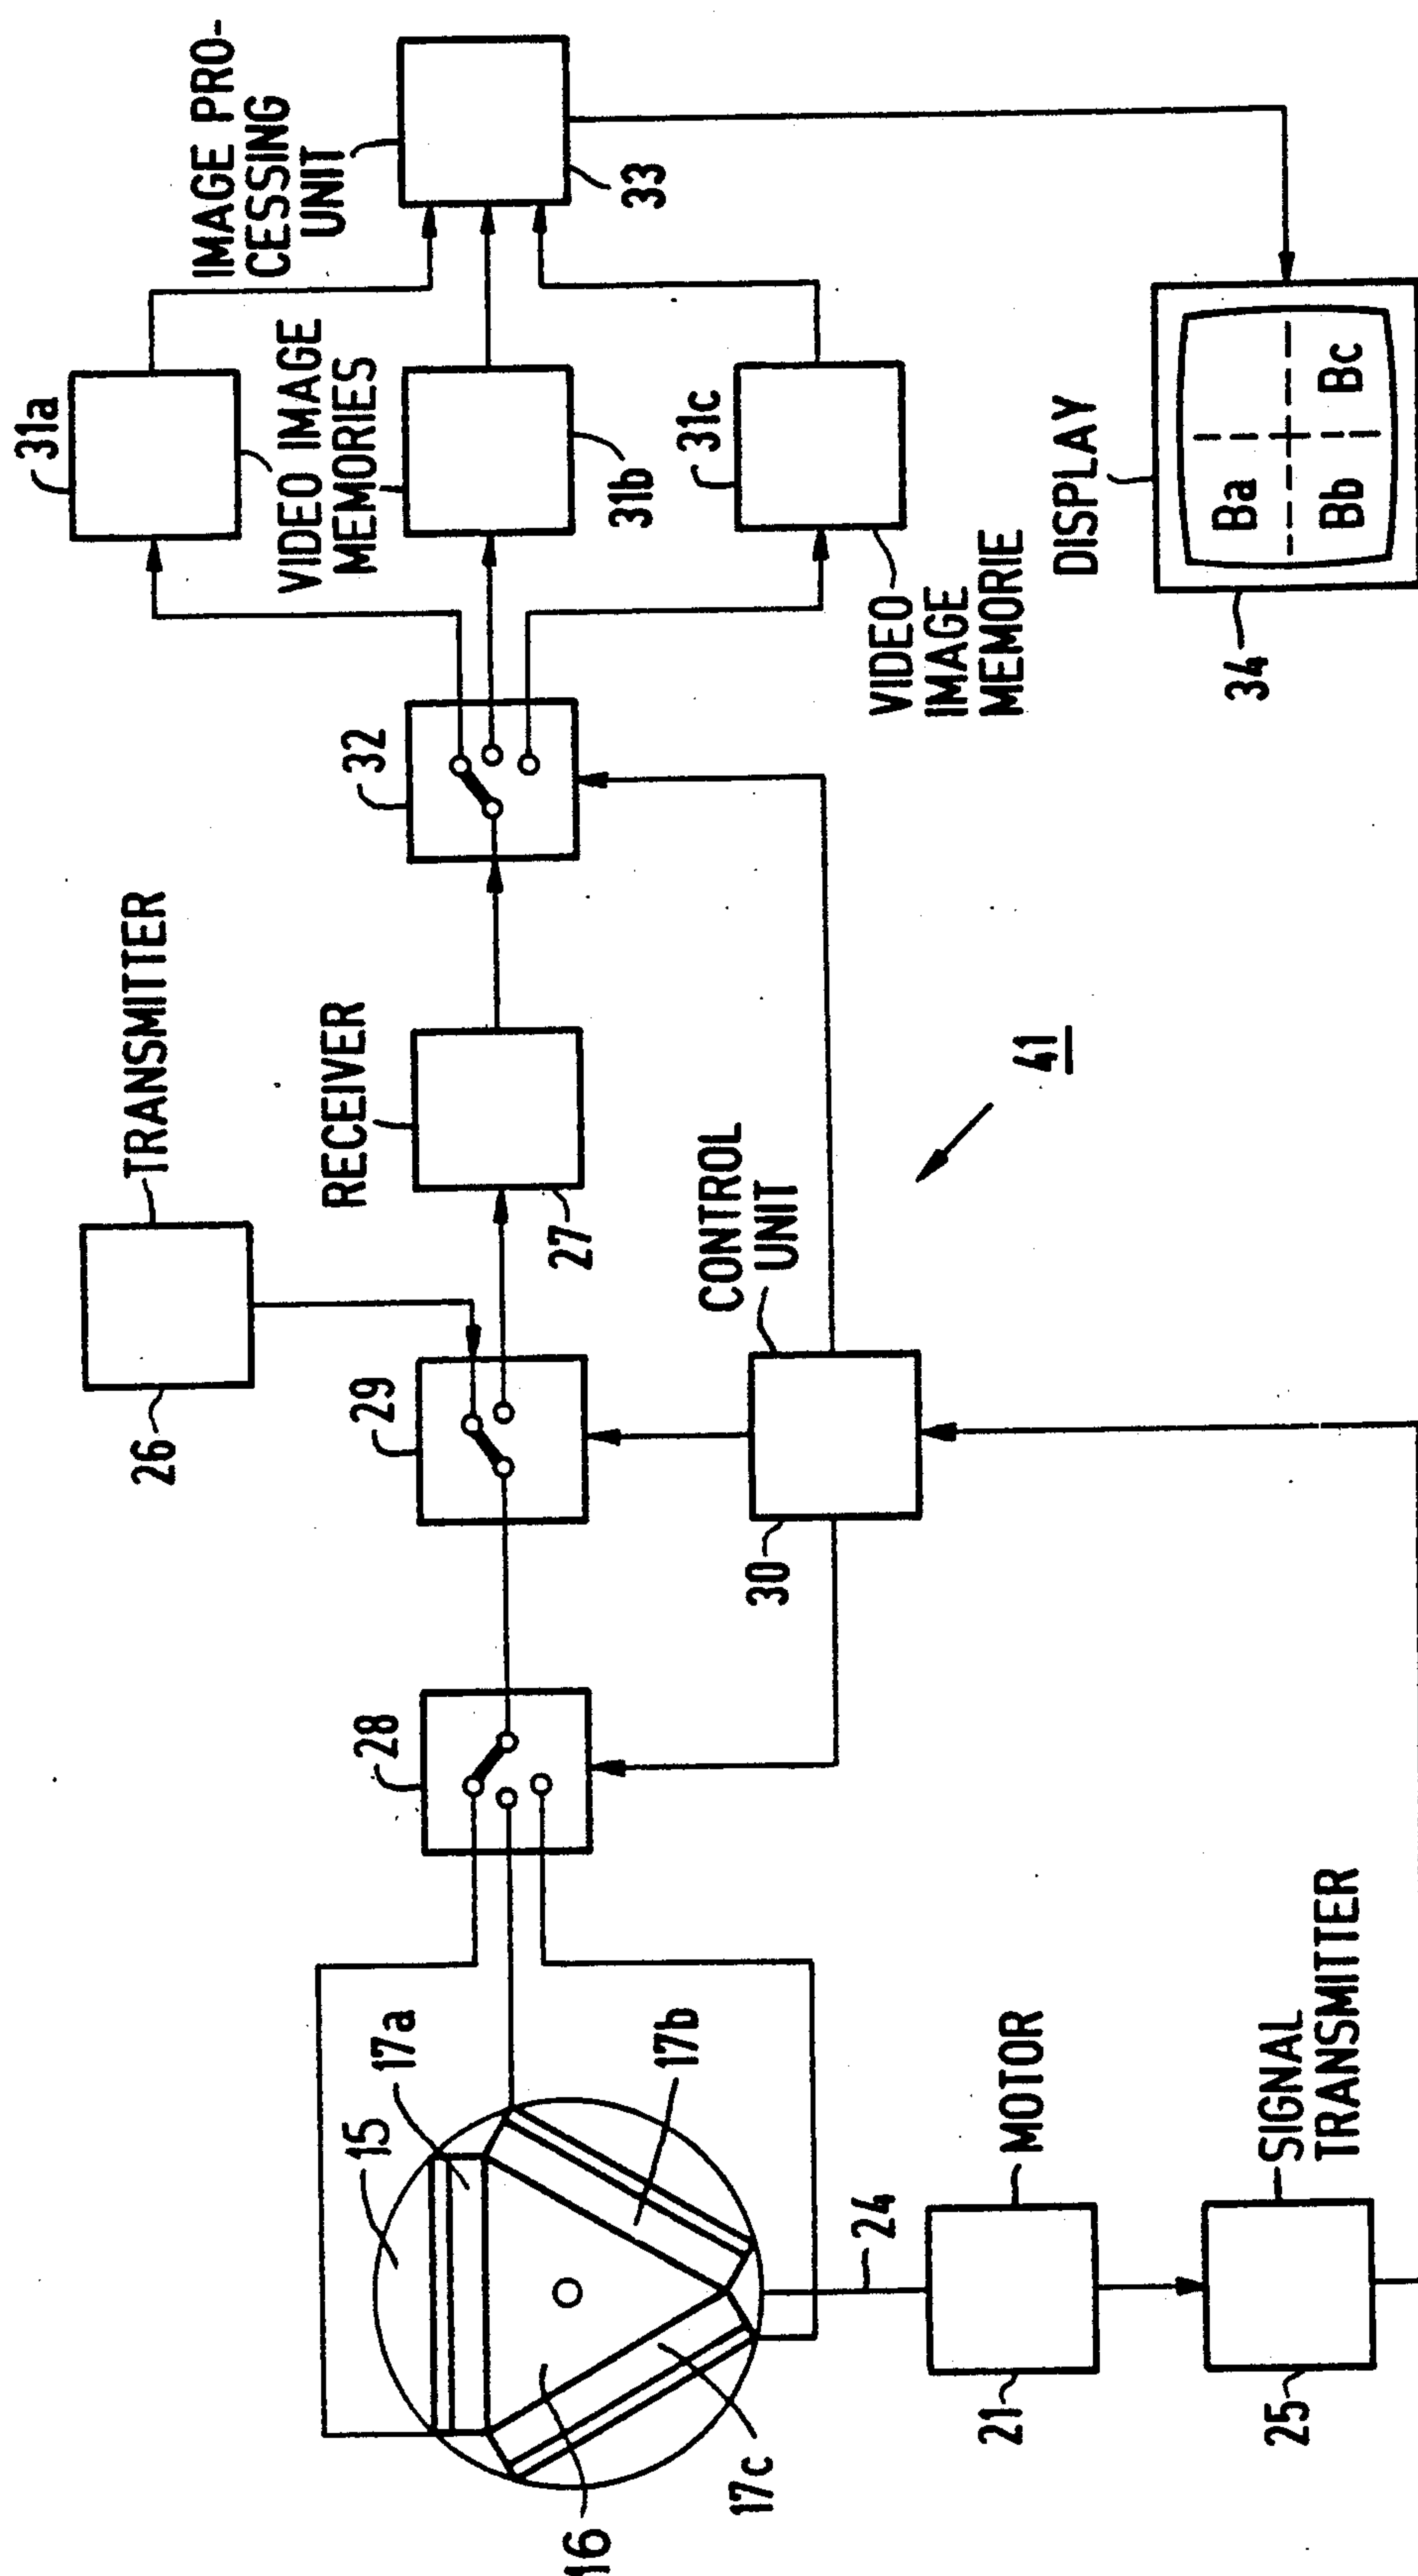 IMAGE PRO-
CESSING
UNIT
33
31a
VIDEO IMAGE
MEMORIES
31b
31c
VIDEO
IMAGE
MEMORIE
DISPLAY
Ba
Bb
Bc
34
32
TRANSMITTER
26
RECEIVER
27
29
CONTROL
UNIT
30
41
28
15
17a
17b
17c
16
24
MOTOR
21
SIGNAL
TRANSMITTER
25